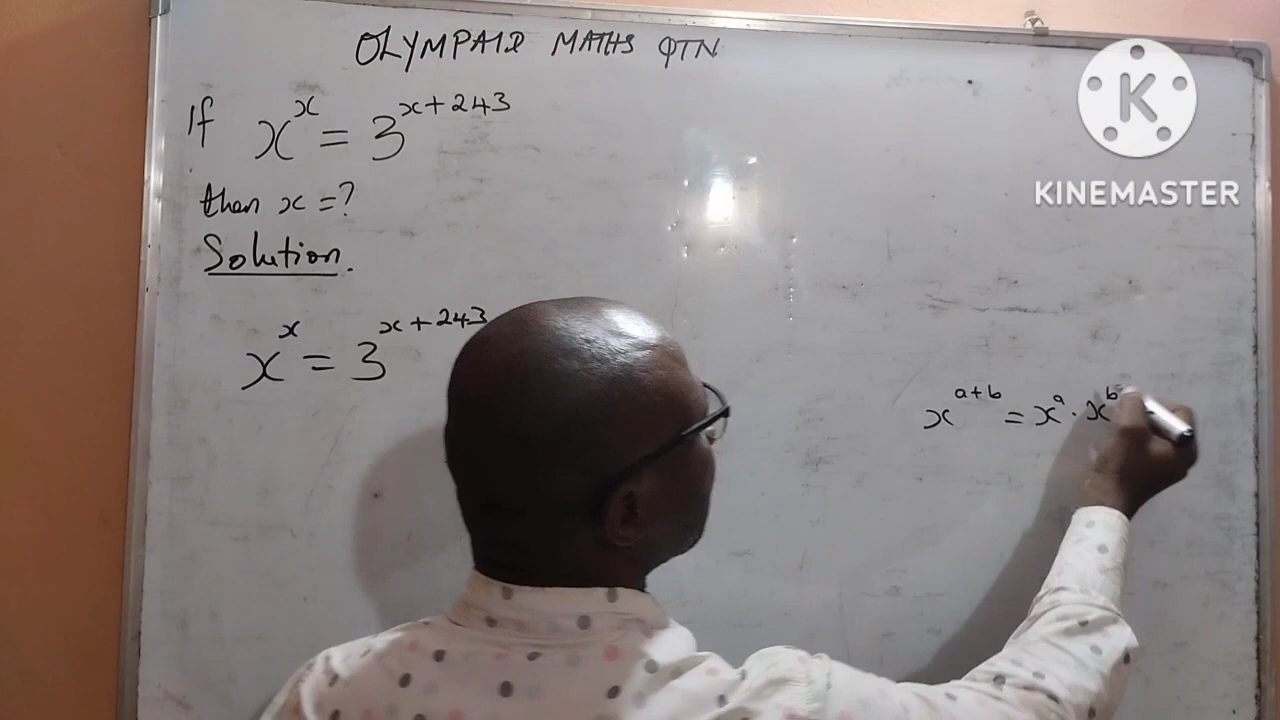 OLYMPAID MATHS QTN
If x^x = 3^{x+243}
then x = ?
Solution.
x^x = 3^{x+243}
x^{a+b} = x^a · x^b
K
KINEMASTER